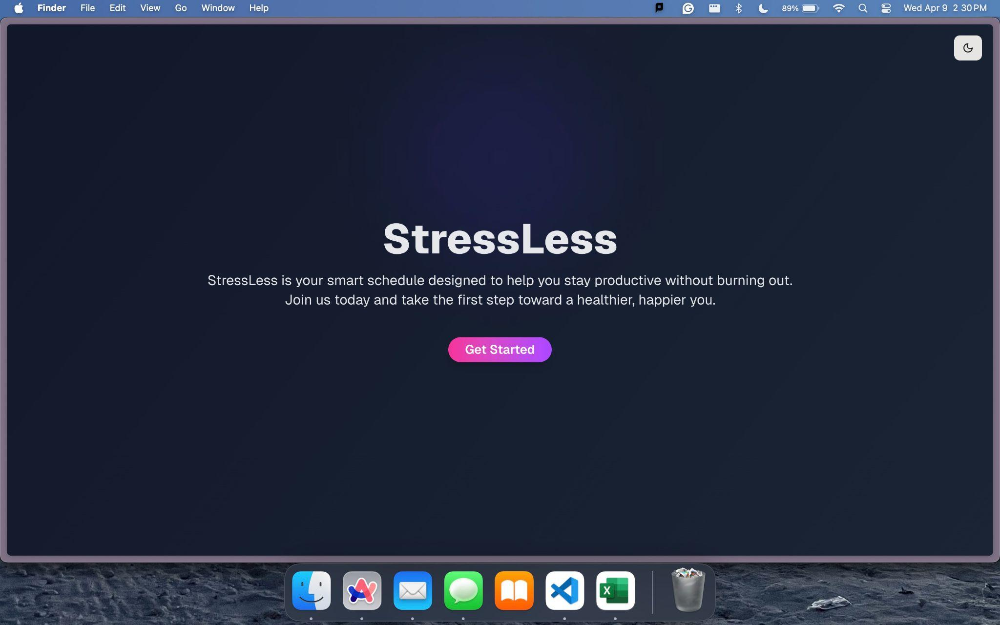 Finder File Edit View Go Window Help 89% Wed Apr 9 2 30 PM
StressLess
StressLess is your smart schedule designed to help you stay productive without burning out.
Join us today and take the first step toward a healthier, happier you.
Get Started
X